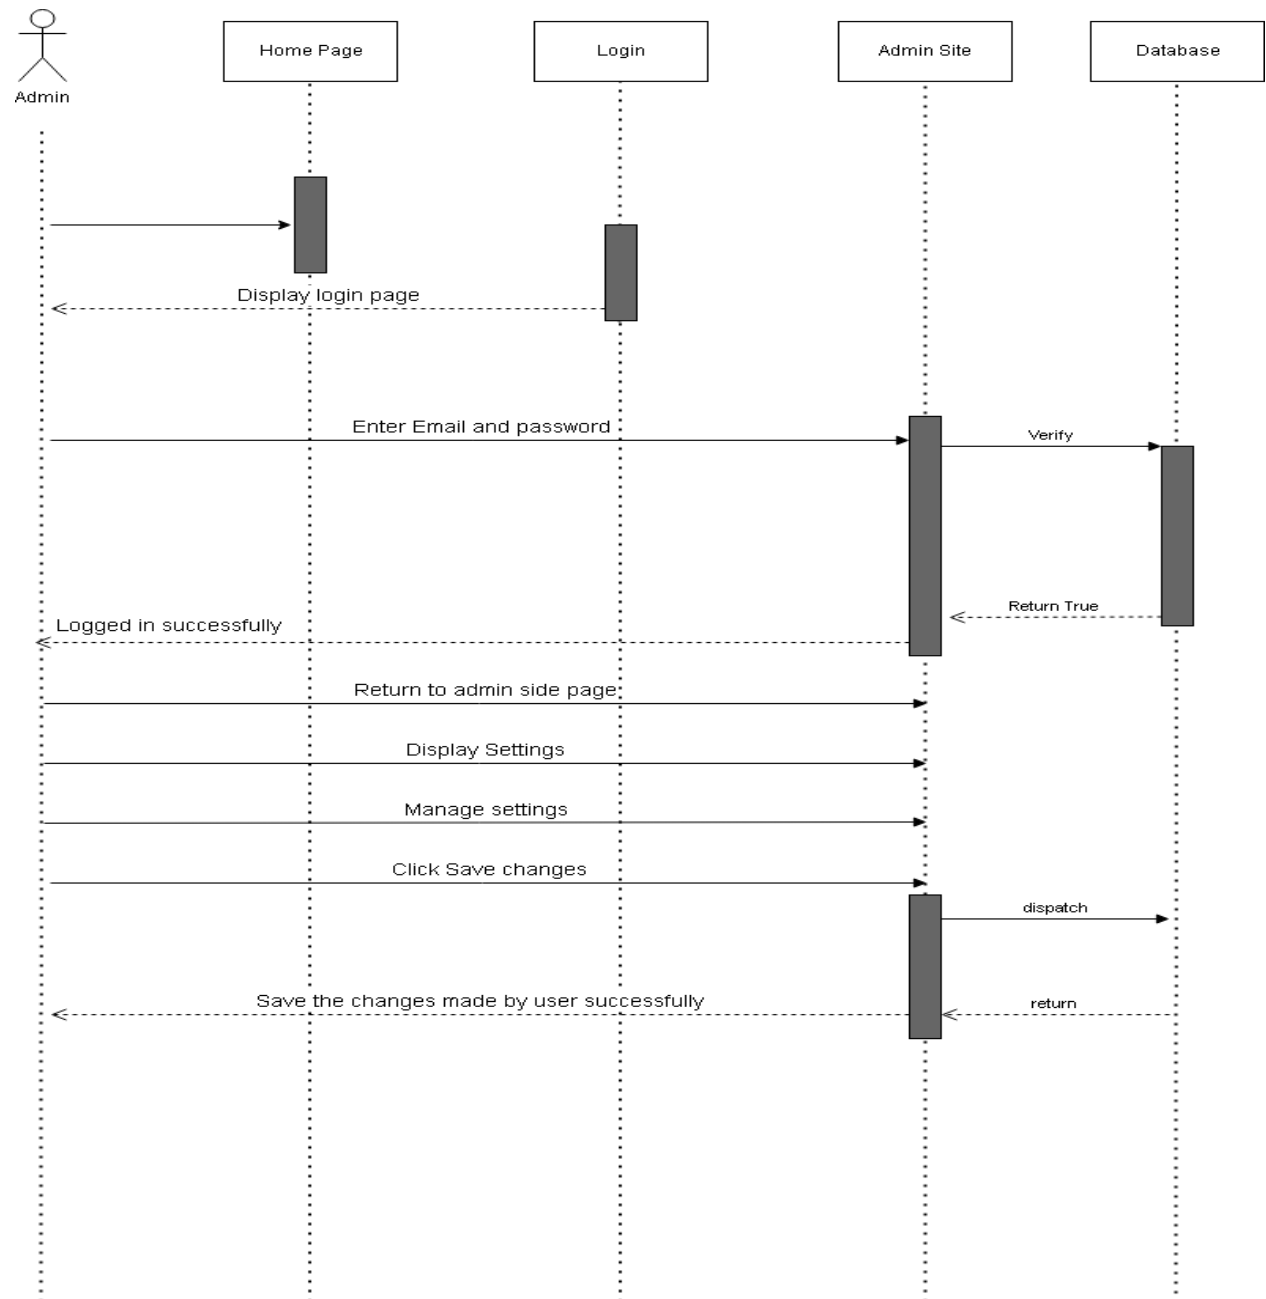 Home Page
Login
Admin Site
Database
Admin
Display login page
Enter Email and password
Verify
Return True
Logged in successfully
Return to admin side page
Display Settings
Manage settings
Click Save changes
dispatch
Save the changes made by user successfully
return